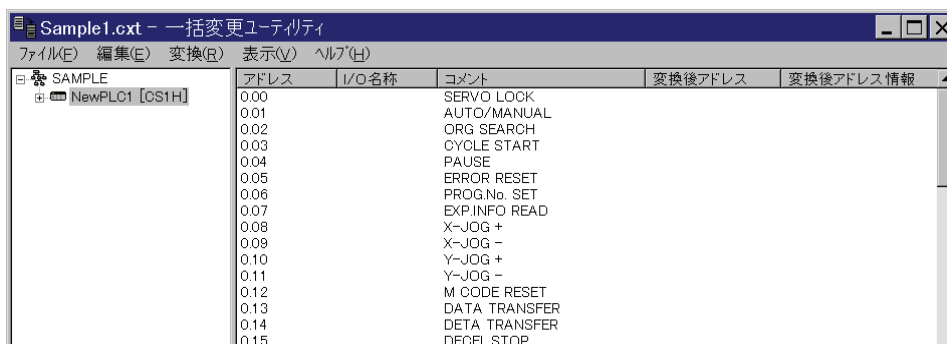 Sample1.cxt - 一括変更ユーティリティ
ファイル(F) 編集(E) 変換(R) 表示(V) ヘルプ(H)
SAMPLE
NewPLC1 [CS1H]
アドレス I/O名称 コメント 変換後アドレス 変換後アドレス情報
0.00 SERVO LOCK
0.01 AUTO/MANUAL
0.02 ORG SEARCH
0.03 CYCLE START
0.04 PAUSE
0.05 ERROR RESET
0.06 PROG.No. SET
0.07 EXP.INFO READ
0.08 X-JOG +
0.09 X-JOG -
0.10 Y-JOG +
0.11 Y-JOG -
0.12 M CODE RESET
0.13 DATA TRANSFER
0.14 DETA TRANSFER
0.15 DECEL STOP